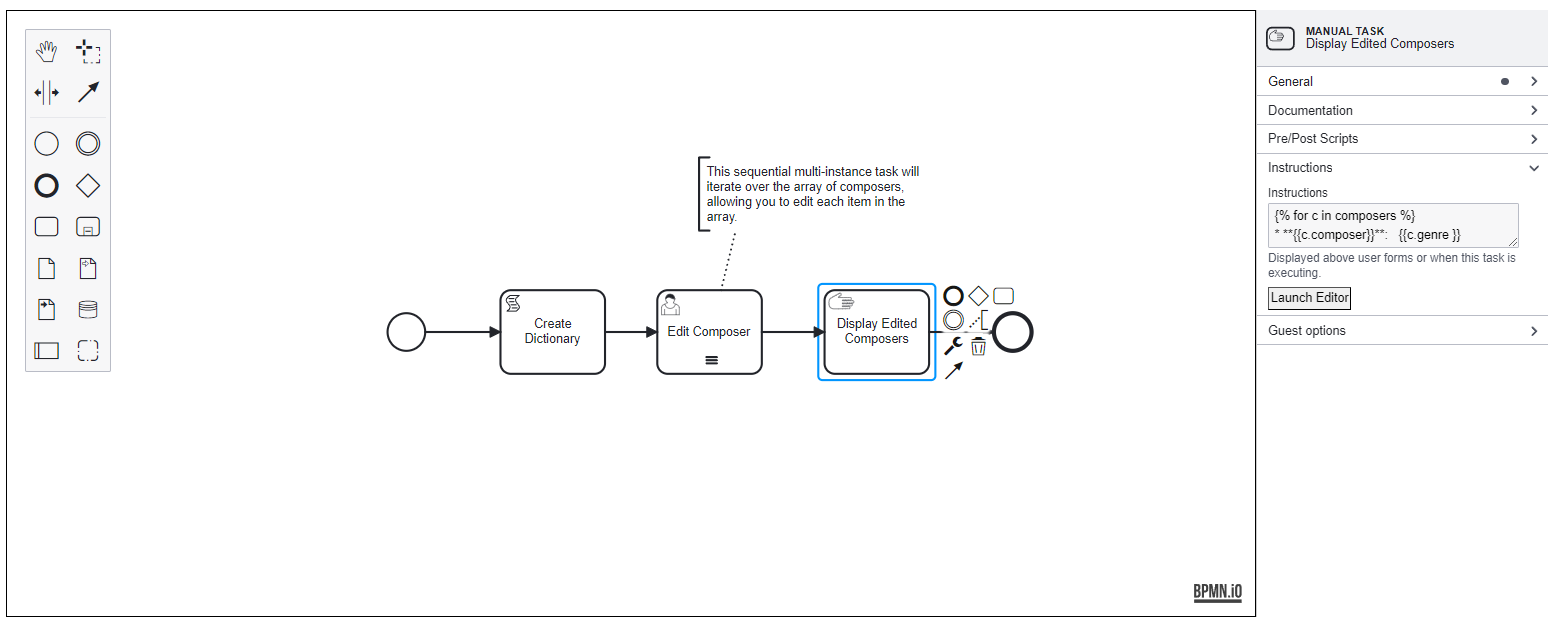 This sequential multi-instance task will
iterate over the array of composers,
allowing you to edit each item in the
array.
Create
Dictionary
Edit Composer
Display Edited
Composers
BPMN.iO
MANUAL TASK
Display Edited Composers
General
Documentation
Pre/Post Scripts
Instructions
Instructions
{% for c in composers %}
* **{{c.composer}}**:   {{c.genre }}
Displayed above user forms or when this task is
executing.
Launch Editor
Guest options